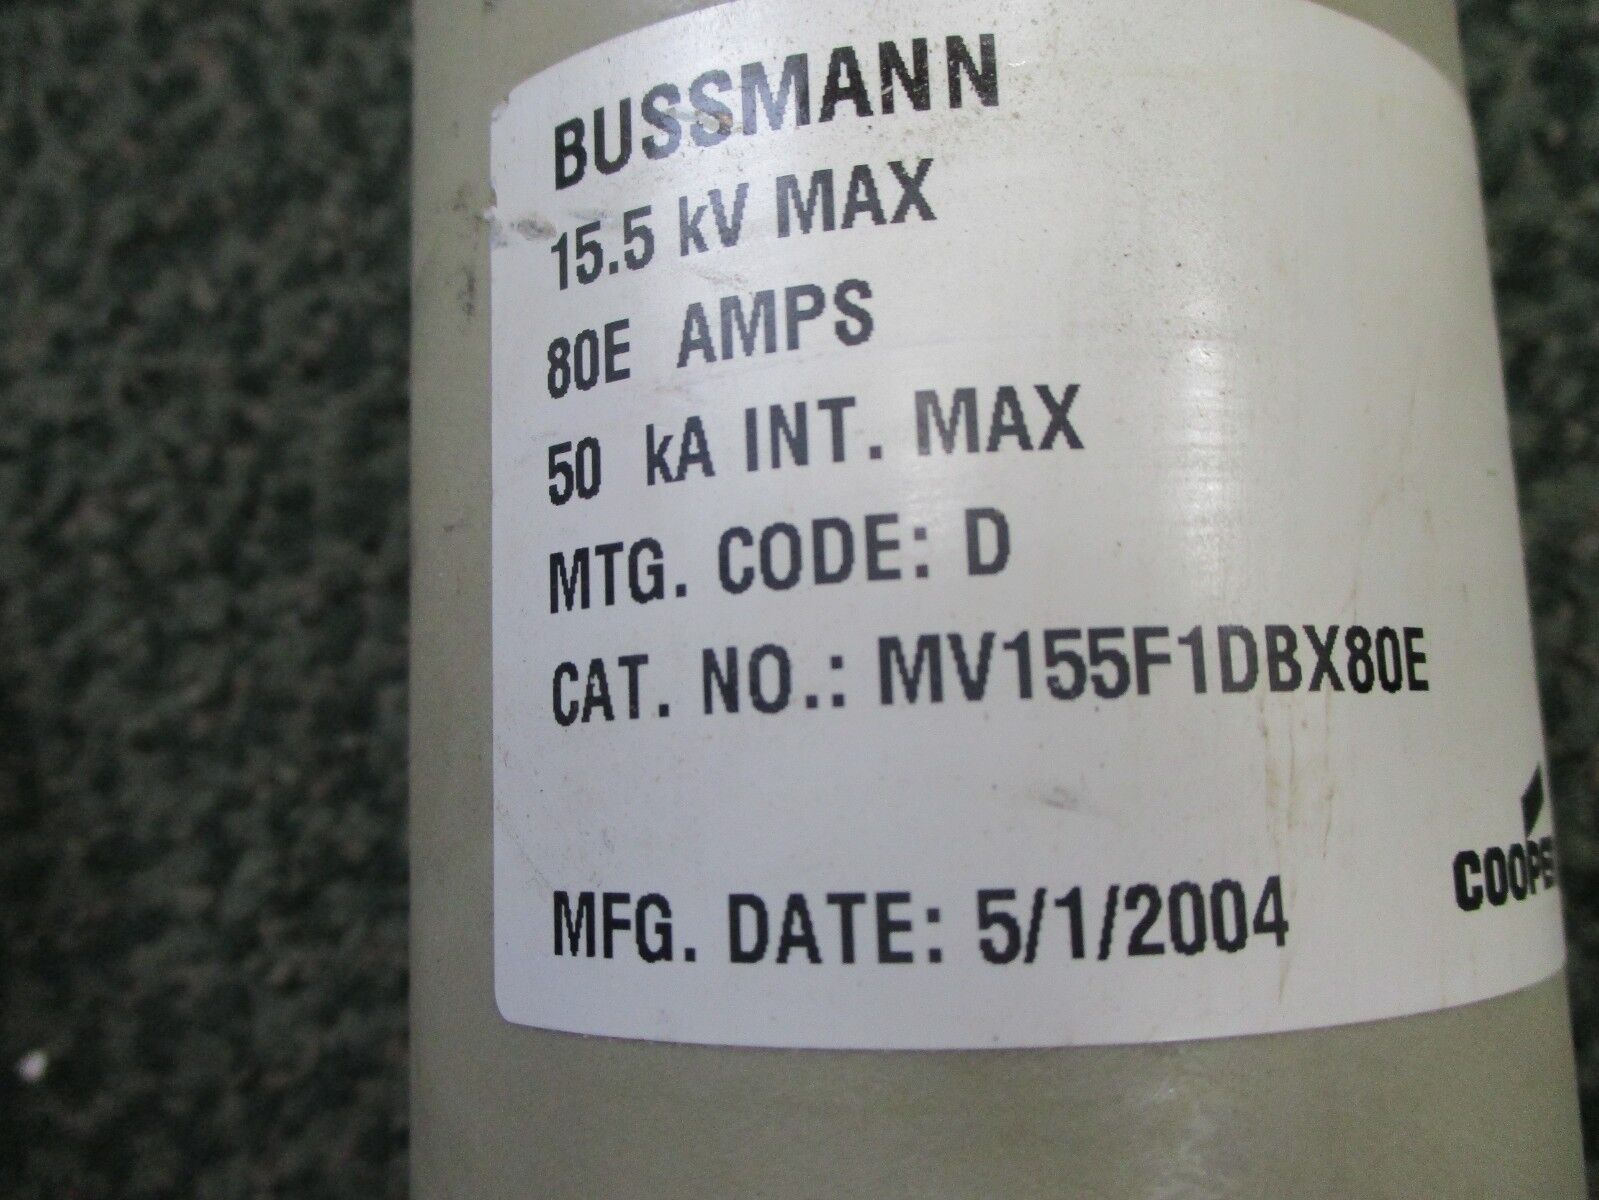 BUSSMANN
15.5 kV MAX
80E AMPS
50 kA INT. MAX
MTG. CODE: D
CAT. NO.: MV155F1DBX80E
COOPE
MFG. DATE: 5/1/2004